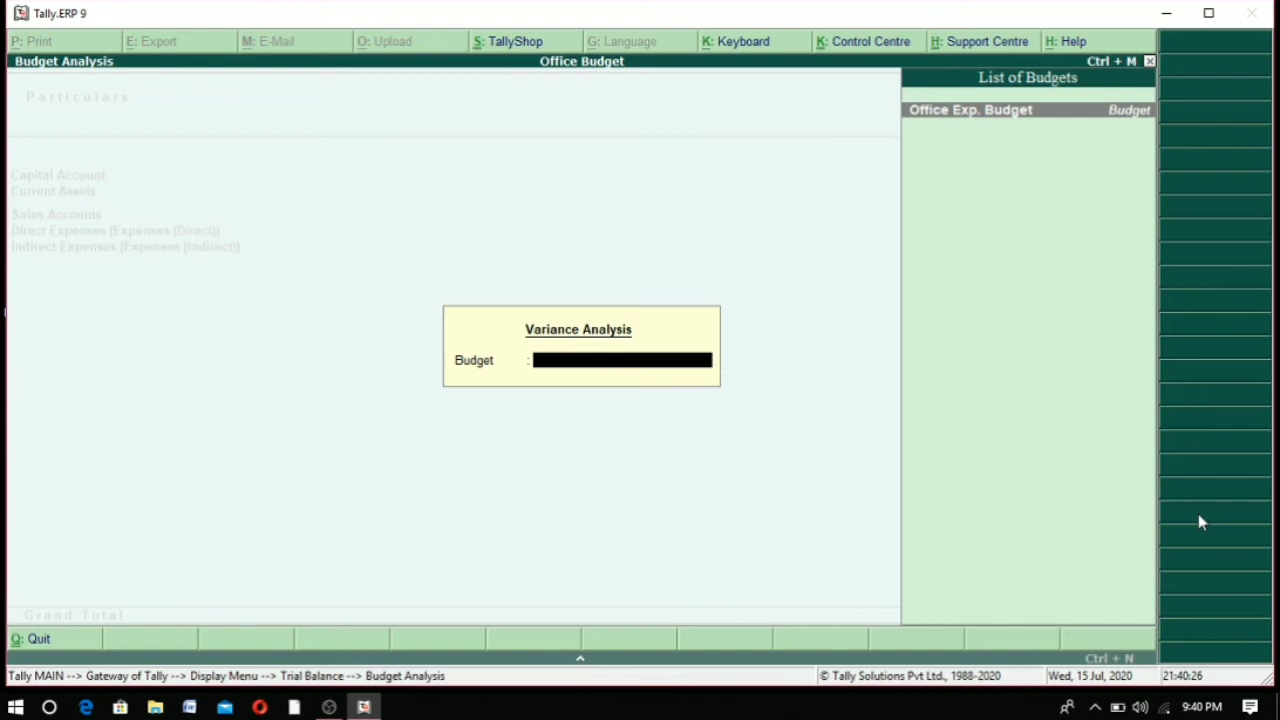 Tally.ERP 9
P: Print E: Export M: E-Mail O: Upload S: TallyShop G: Language K: Keyboard K: Control Centre H: Support Centre H: Help
Budget Analysis Office Budget Ctrl + M
List of Budgets
Particulars
Office Exp. Budget Budget
Capital Account
Current Assets
Sales Accounts
Direct Expenses (Expenses (Direct))
Indirect Expenses (Expenses (Indirect))
Variance Analysis
Budget :
Grand Total
Q: Quit
Ctrl + N
Tally MAIN --> Gateway of Tally --> Display Menu --> Trial Balance --> Budget Analysis © Tally Solutions Pvt Ltd., 1988-2020 Wed, 15 Jul, 2020 21:40:26
9:40 PM